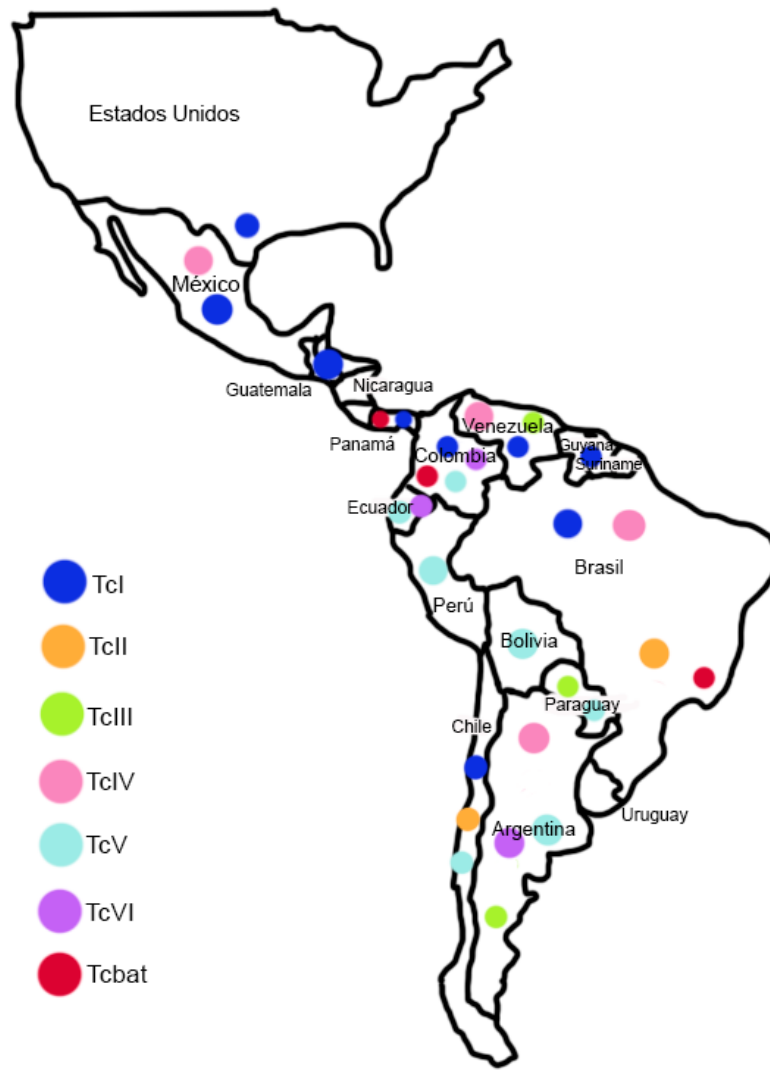 Estados Unidos
México
Guatemala
Nicaragua
Panamá
Venezuela
Colombia
Guyana
Suriname
Ecuador
Brasil
Perú
Bolivia
Paraguay
Chile
Uruguay
Argentina
TcI
TcII
TcIII
TcIV
TcV
TcVI
Tcbat